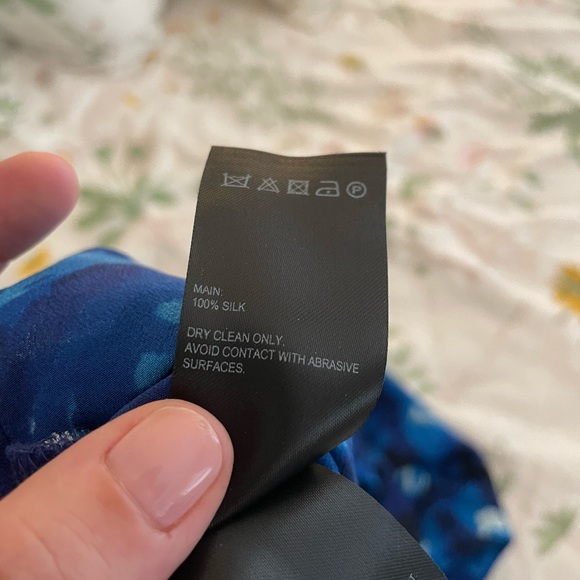 P
MAIN:
100% SILK
DRY CLEAN ONLY.
AVOID CONTACT WITH ABRASIVE
SURFACES.